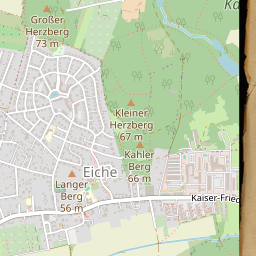 Großer
Herzberg
73 m
Kleiner
Herzberg
67 m
Kahler
Berg
66 m
Eiche
Langer
Berg
56 m
Kaiser-Fried